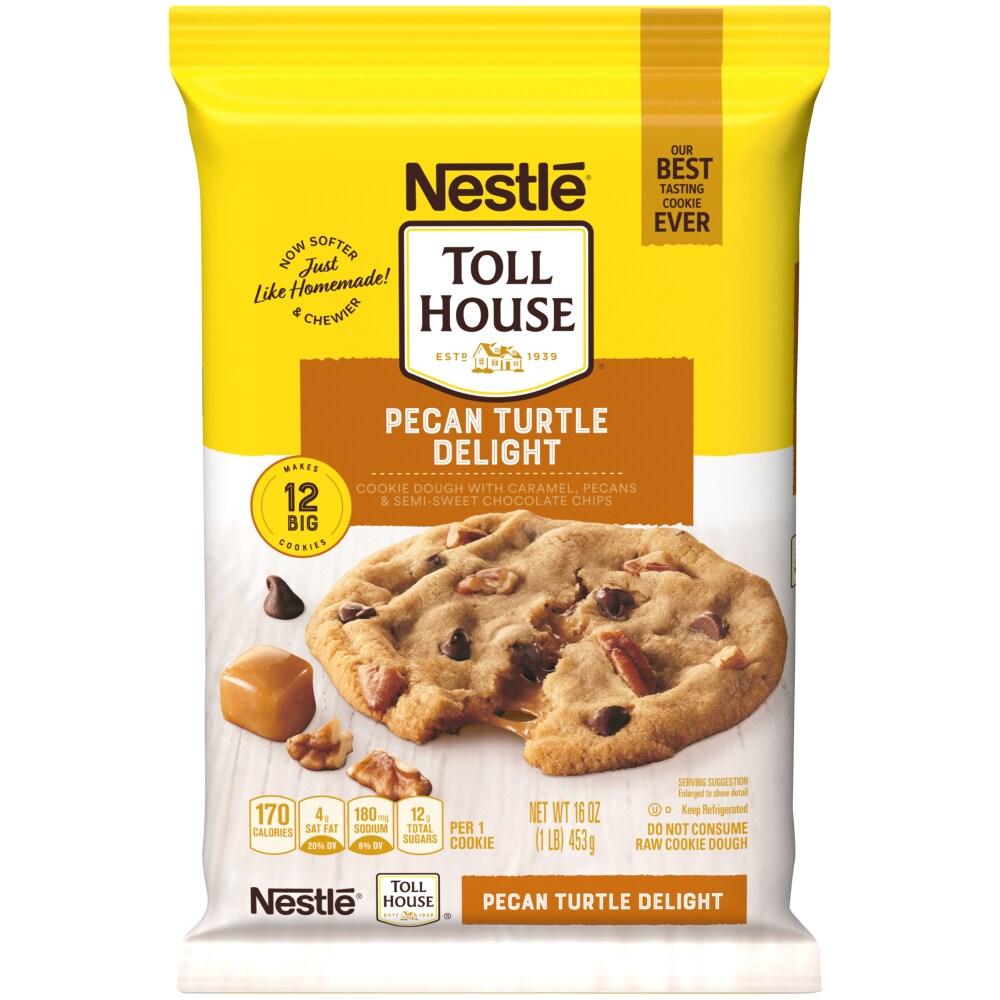 OUR
BEST
TASTING
COOKIE
EVER
Nestlé®
NOW SOFTER
Just
Like Homemade!
& CHEWIER
TOLL
HOUSE
ESTD 1939
®
PECAN TURTLE
DELIGHT
COOKIE DOUGH WITH CARAMEL, PECANS
& SEMI-SWEET CHOCOLATE CHIPS
MAKES
12
BIG
COOKIES
SERVING SUGGESTION
Enlarged to show detail
U D Keep Refrigerated
DO NOT CONSUME
RAW COOKIE DOUGH
170
CALORIES
4g
SAT FAT
20% DV
180mg
SODIUM
8% DV
12g
TOTAL
SUGARS
PER 1
COOKIE
NET WT 16 OZ
(1 LB) 453g
Nestlé®
TOLL
HOUSE
ESTD 1939
®
PECAN TURTLE DELIGHT